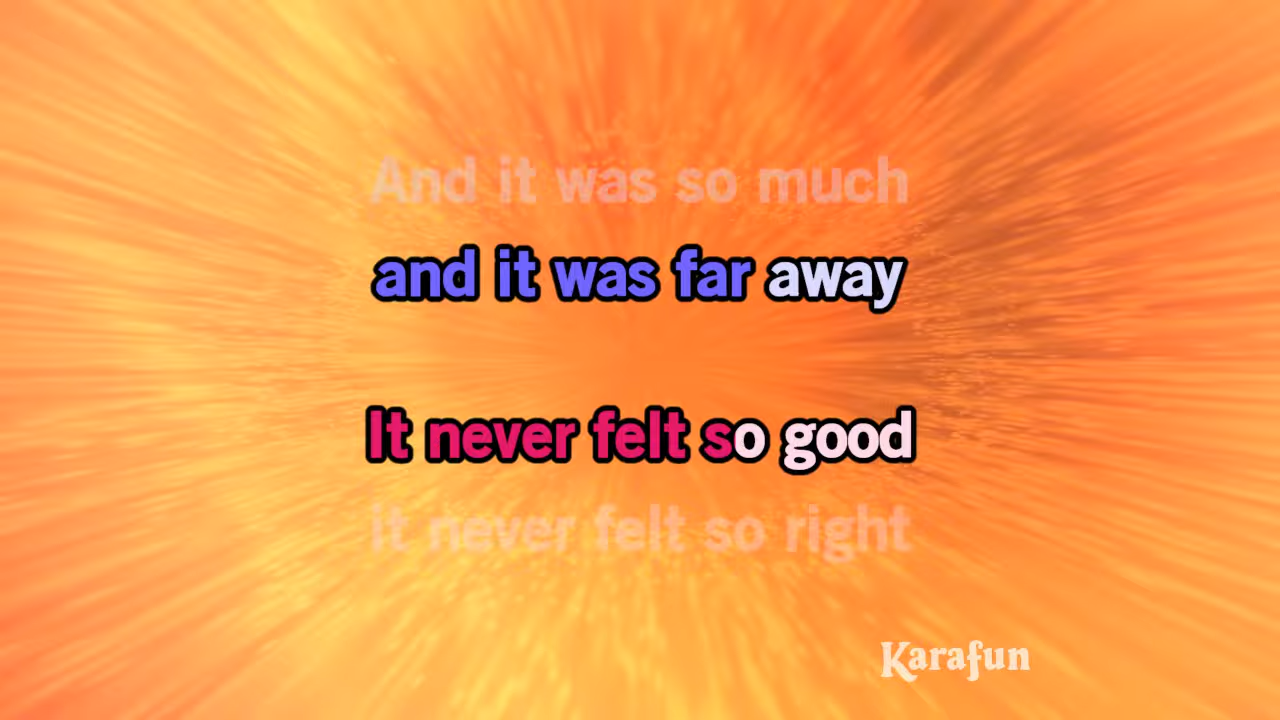 And it was so much
and it was far away
It never felt so good
it never felt so right
Karafun